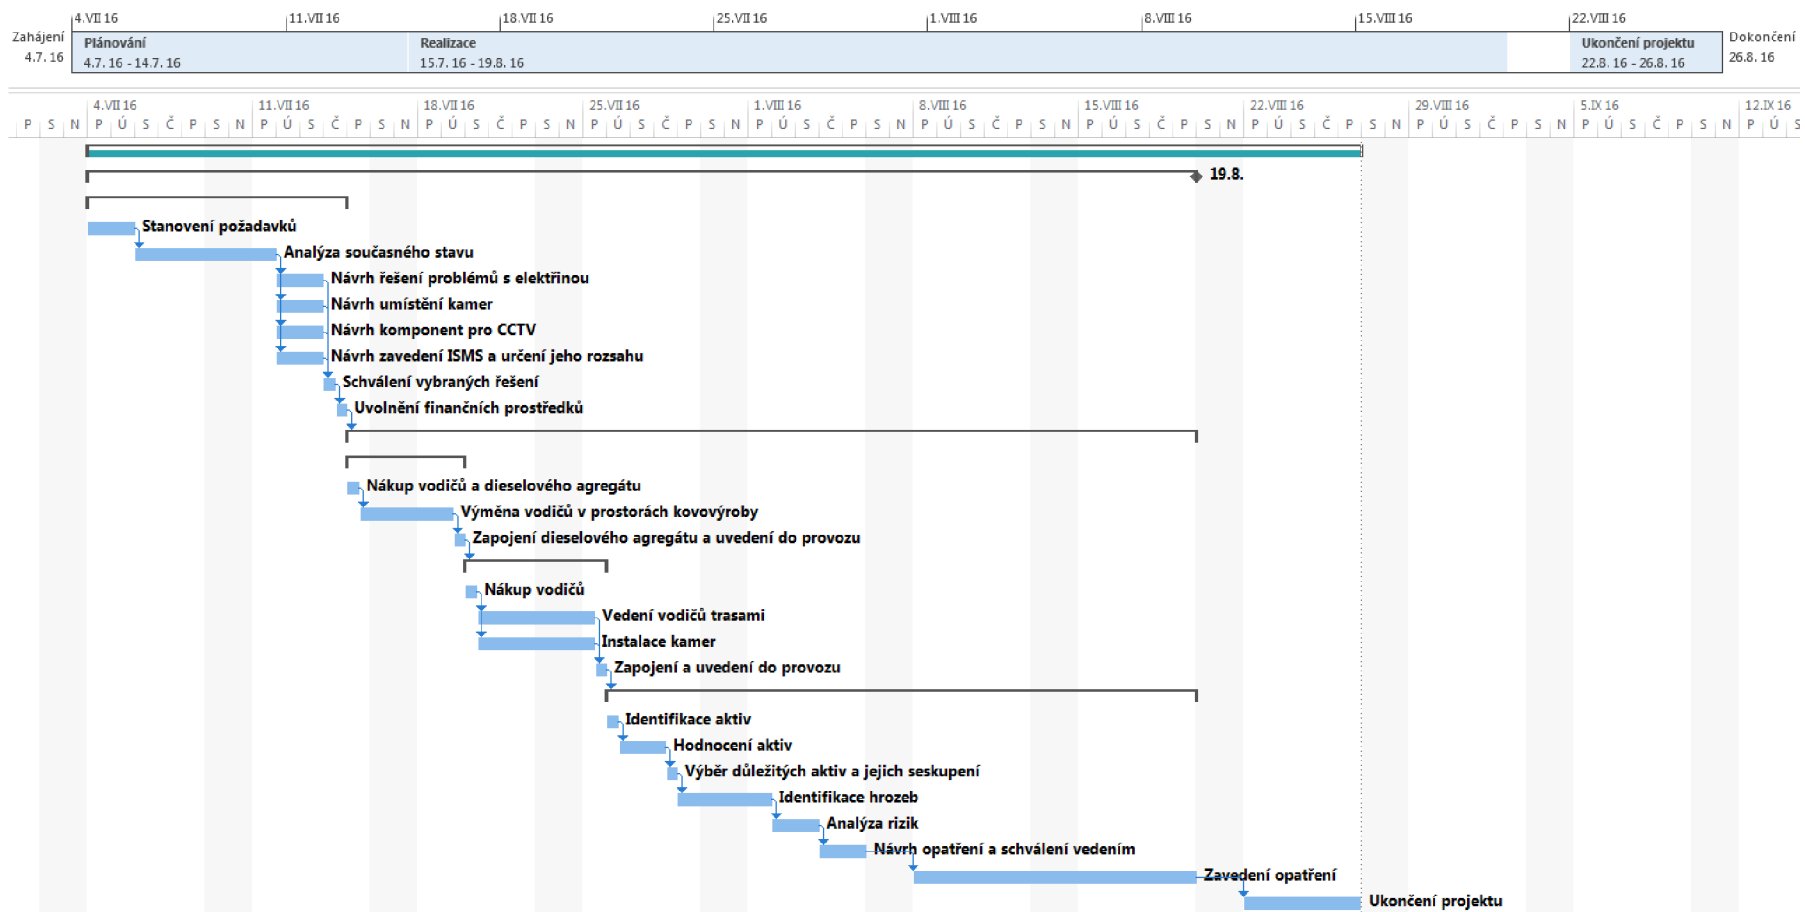 4.VII 16 11.VII 16 18.VII 16 25.VII 16 1.VIII 16 8.VIII 16 15.VIII 16 22.VIII 16
Zahájení
4.7. 16
Plánování
4.7. 16 - 14.7. 16
Realizace
15.7. 16 - 19.8. 16
Ukončení projektu
22.8. 16 - 26.8. 16
Dokončení
26.8. 16
4.VII 16 11.VII 16 18.VII 16 25.VII 16 1.VIII 16 8.VIII 16 15.VIII 16 22.VIII 16 29.VIII 16 5.IX 16 12.IX 16
P S N P Ú S Č P S N P Ú S Č P S N P Ú S Č P S N P Ú S Č P S N P Ú S Č P S N P Ú S Č P S N P Ú S Č P S N P Ú S Č P S N P Ú S Č P S N P Ú S Č P S N P Ú S
19.8.
Stanovení požadavků
Analýza současného stavu
Návrh řešení problémů s elektřinou
Návrh umístění kamer
Návrh komponent pro CCTV
Návrh zavedení ISMS a určení jeho rozsahu
Schválení vybraných řešení
Uvolnění finančních prostředků
Nákup vodičů a dieselového agregátu
Výměna vodičů v prostorách kovovýroby
Zapojení dieselového agregátu a uvedení do provozu
Nákup vodičů
Vedení vodičů trasami
Instalace kamer
Zapojení a uvedení do provozu
Identifikace aktiv
Hodnocení aktiv
Výběr důležitých aktiv a jejich seskupení
Identifikace hrozeb
Analýza rizik
Návrh opatření a schválení vedením
Zavedení opatření
Ukončení projektu